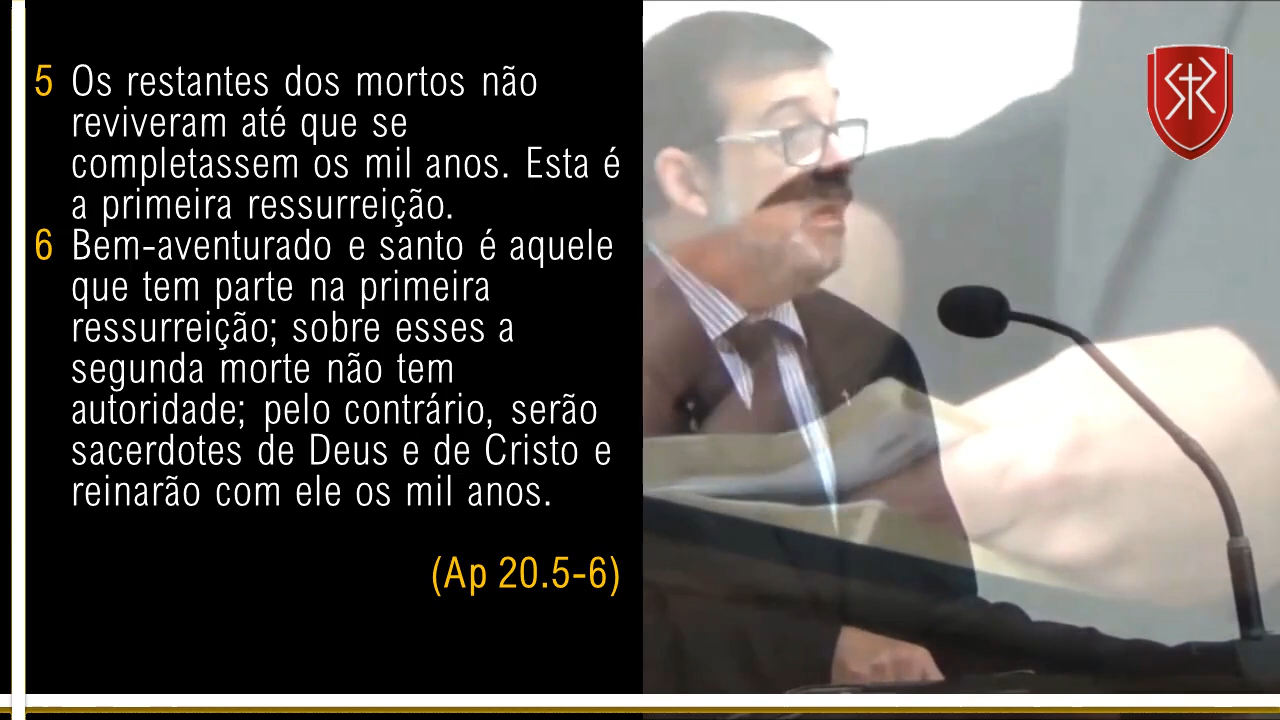 5 Os restantes dos mortos não
reviveram até que se
completassem os mil anos. Esta é
a primeira ressurreição.
6 Bem-aventurado e santo é aquele
que tem parte na primeira
ressurreição; sobre esses a
segunda morte não tem
autoridade; pelo contrário, serão
sacerdotes de Deus e de Cristo e
reinarão com ele os mil anos.
(Ap 20.5-6)